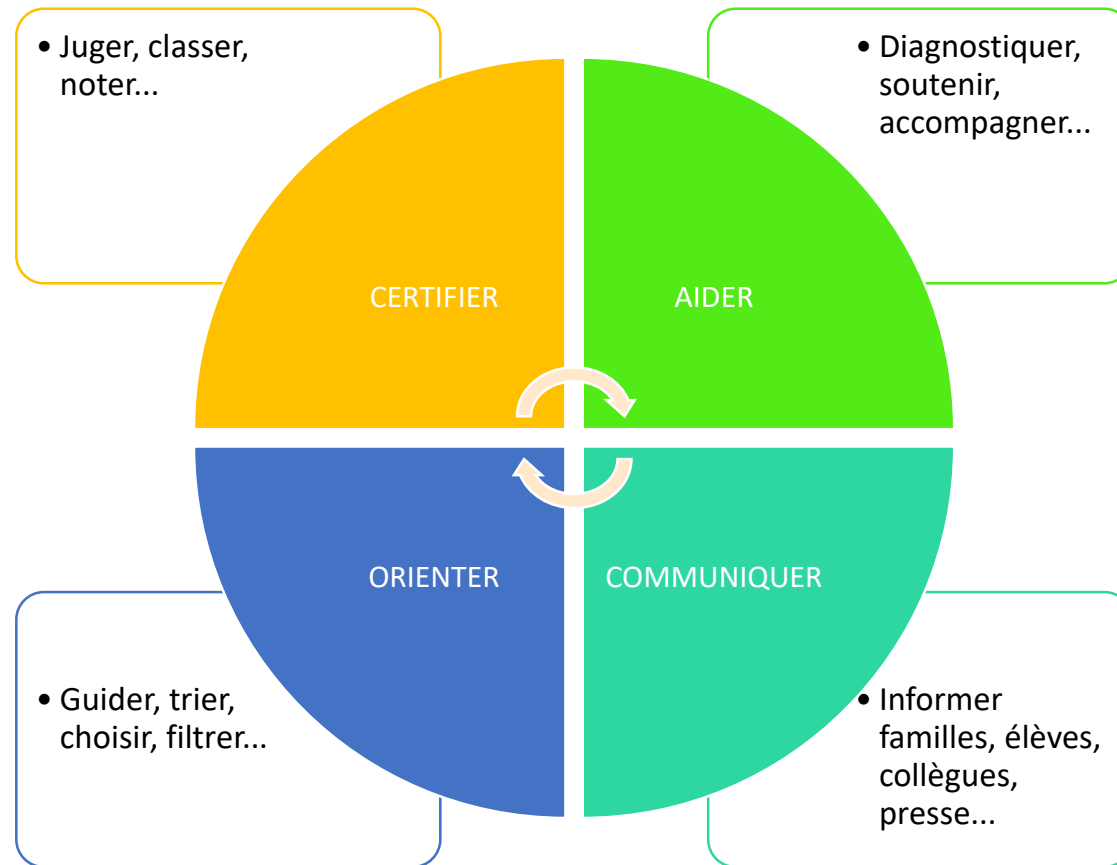 • Juger, classer,
noter...
• Diagnostiquer,
soutenir,
accompagner...
CERTIFIER
AIDER
ORIENTER
COMMUNIQUER
• Guider, trier,
choisir, filtrer...
• Informer
familles, élèves,
collègues,
presse...